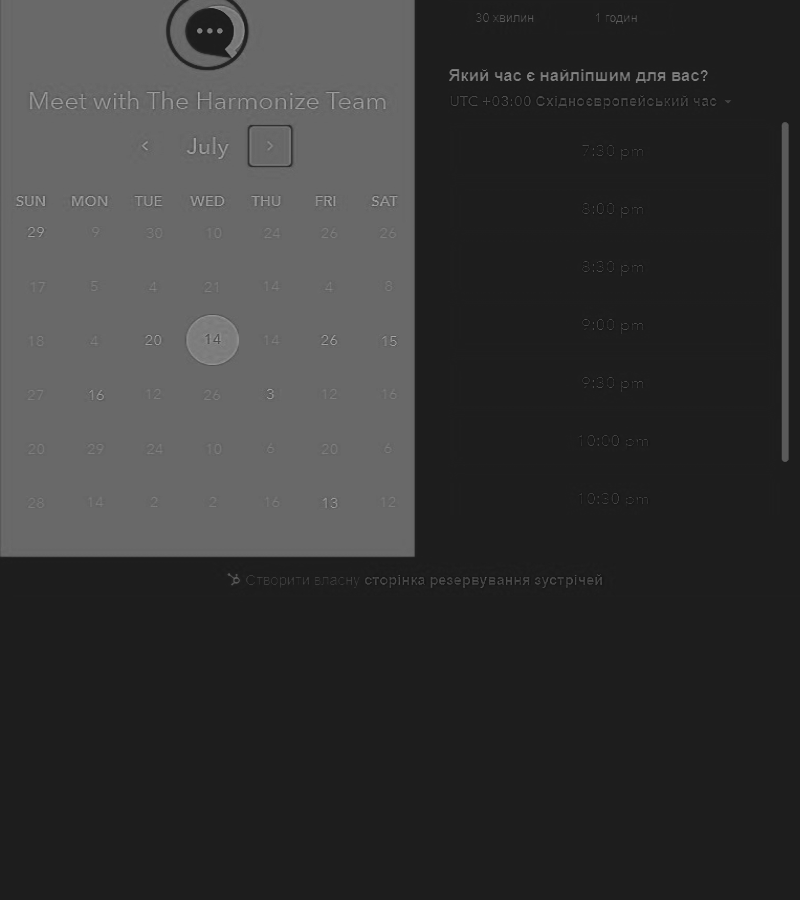 Meet with The Harmonize Team
July
SUN MON TUE WED THU FRI SAT
29 9 30 10 24 26 26
17 5 4 21 14 4 8
18 4 20 14 14 26 15
27 16 12 26 3 12 16
20 29 24 10 6 20 6
28 14 2 2 16 13 12
30 хвилин 1 годин
Який час є найліпшим для вас?
UTC +03:00 Східноєвропейський час
7:30 pm
8:00 pm
8:30 pm
9:00 pm
9:30 pm
10:00 pm
10:30 pm
Створити власну сторінка резервування зустрічей